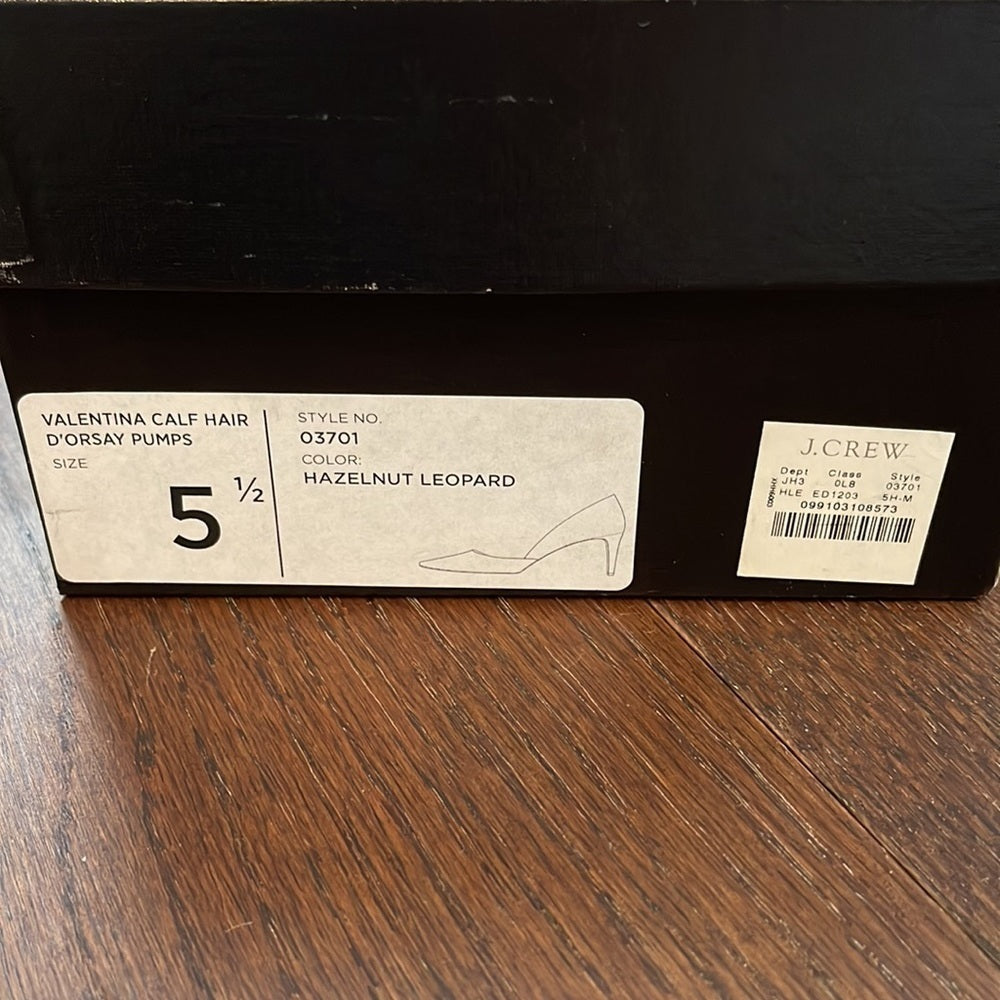 VALENTINA CALF HAIR
D'ORSAY PUMPS
SIZE
5 ½
STYLE NO.
03701
COLOR:
HAZELNUT LEOPARD
J.CREW
Dept Class Style
JH3 0L8 03701
HLE ED1203 5H-M
099103108573